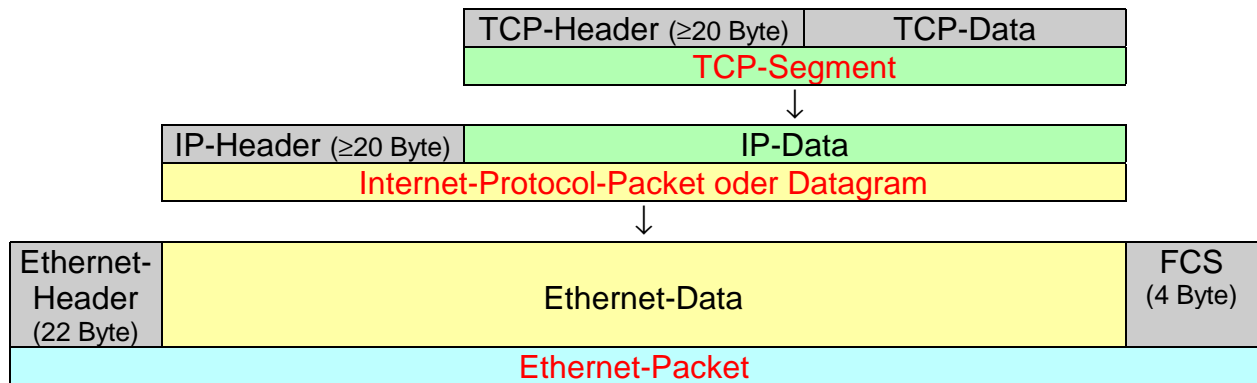 TCP-Header (≥20 Byte) TCP-Data
TCP-Segment
↓
IP-Header (≥20 Byte) IP-Data
Internet-Protocol-Packet oder Datagram
↓
Ethernet-
Header
(22 Byte)
Ethernet-Data
FCS
(4 Byte)
Ethernet-Packet